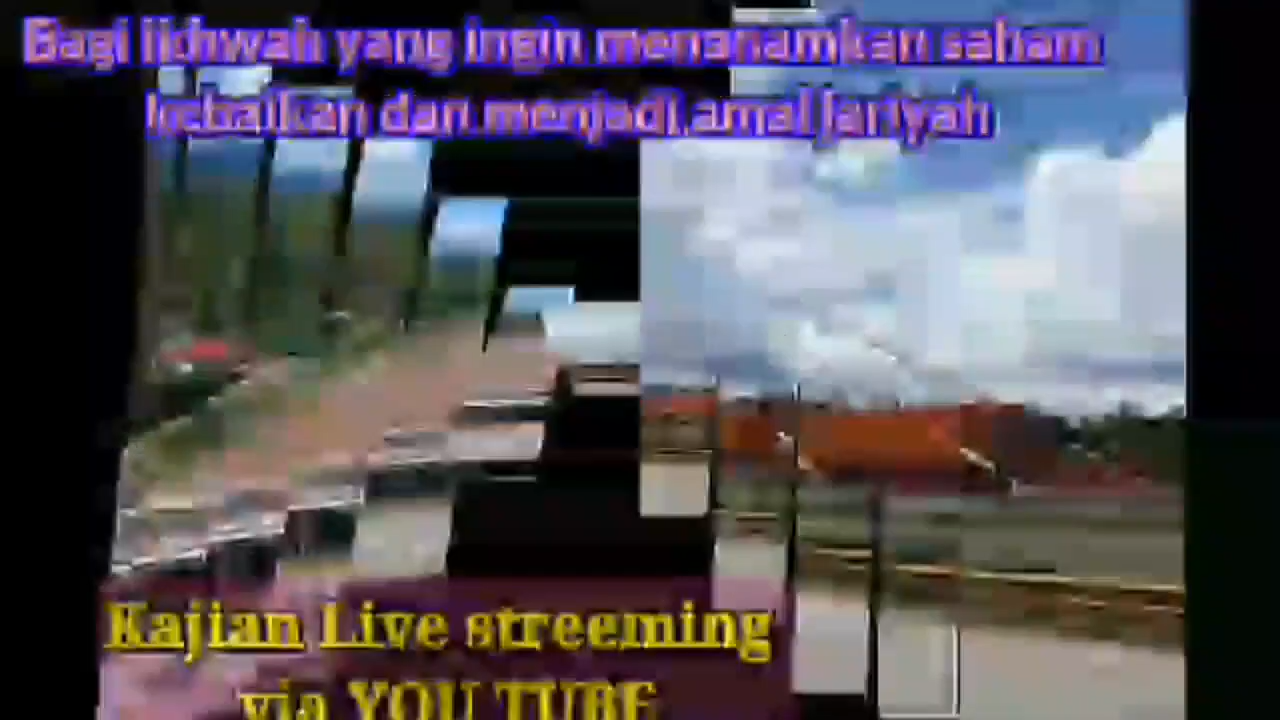 Bagi ikhwah yang ingin menanamkan saham
kebaikan dan menjadi amal jariyah
Kajian Live streeming
via YOU TUBE